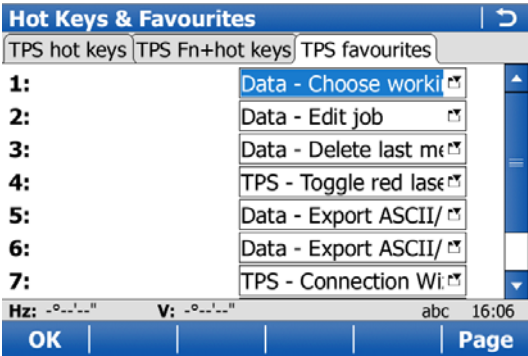 Hot Keys & Favourites
TPS hot keys TPS Fn+hot keys TPS favourites
1: Data - Choose worki
2: Data - Edit job
3: Data - Delete last me
4: TPS - Toggle red lase
5: Data - Export ASCII/
6: Data - Export ASCII/
7: TPS - Connection Wi
Hz: -°--'--" V: -°--'--" abc 16:06
OK Page